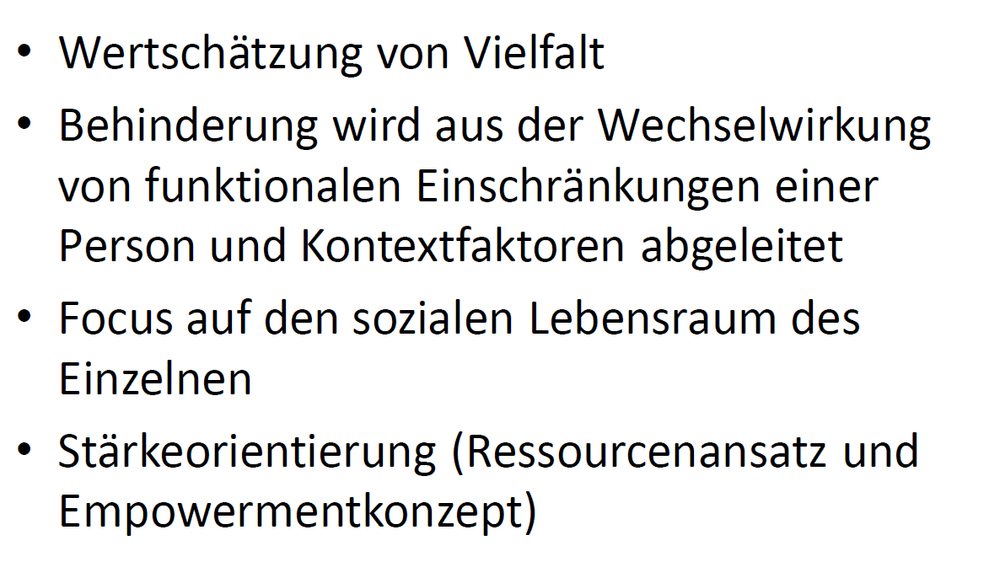 • Wertschätzung von Vielfalt
• Behinderung wird aus der Wechselwirkung
von funktionalen Einschränkungen einer
Person und Kontextfaktoren abgeleitet
• Focus auf den sozialen Lebensraum des
Einzelnen
• Stärkeorientierung (Ressourcenansatz und
Empowermentkonzept)